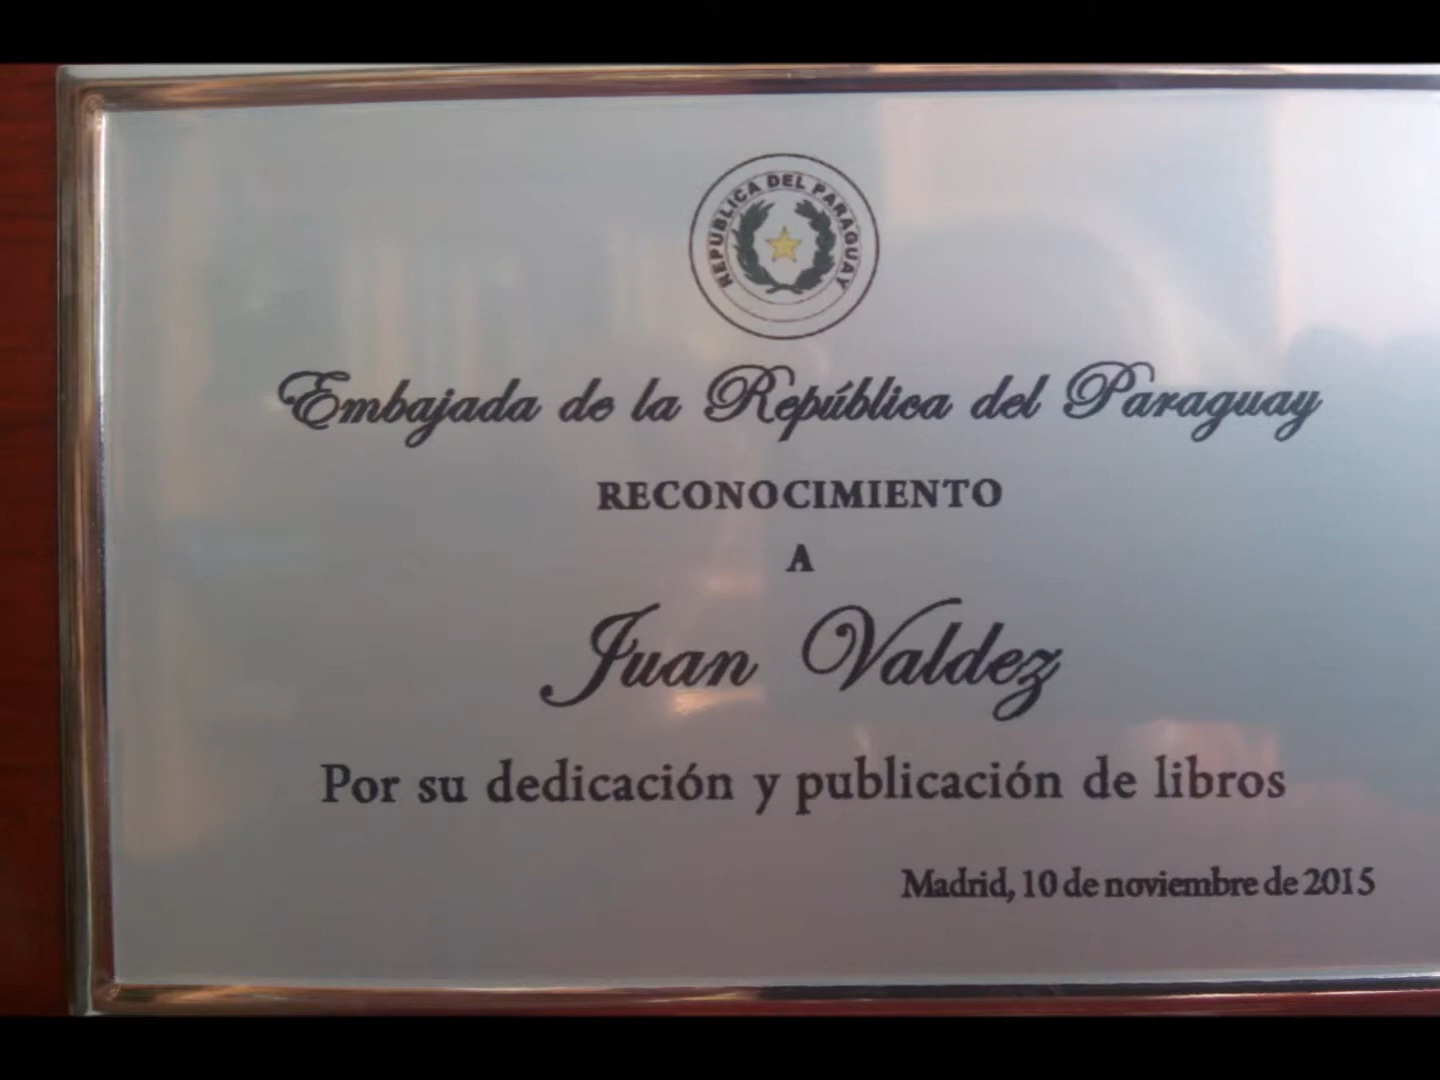 REPUBLICA DEL PARAGUAY
Embajada de la República del Paraguay
RECONOCIMIENTO
A
Juan Valdez
Por su dedicación y publicación de libros
Madrid, 10 de noviembre de 2015